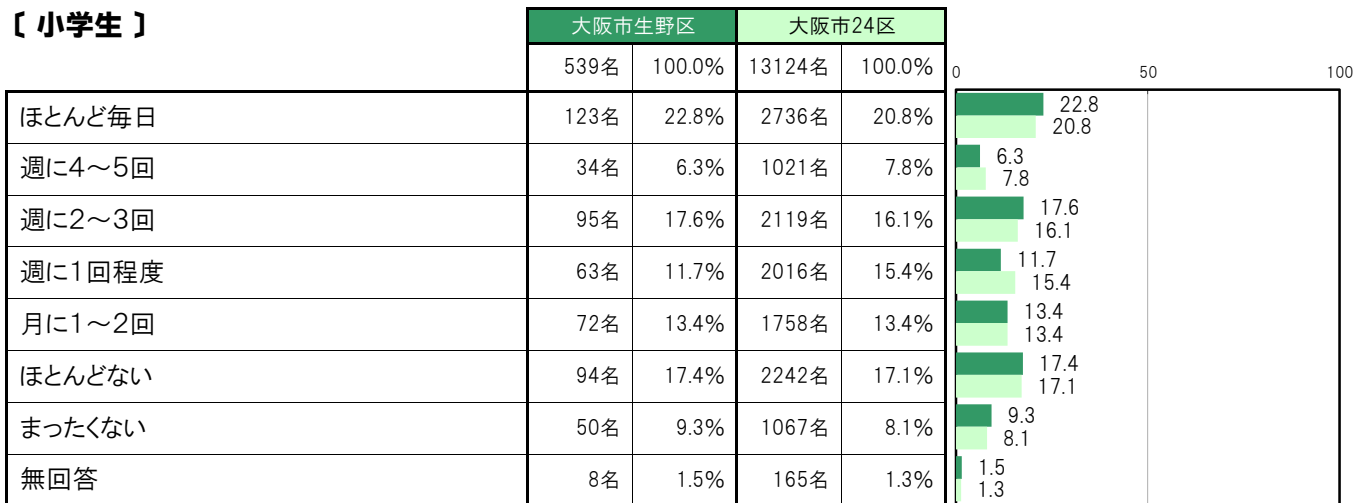 〔 小学生 〕
大阪市生野区 大阪市24区
539名 100.0% 13124名 100.0% 0 50 100
ほとんど毎日 123名 22.8% 2736名 20.8% 22.8
20.8
週に4～5回 34名 6.3% 1021名 7.8% 6.3
7.8
週に2～3回 95名 17.6% 2119名 16.1% 17.6
16.1
週に1回程度 63名 11.7% 2016名 15.4% 11.7
15.4
月に1～2回 72名 13.4% 1758名 13.4% 13.4
13.4
ほとんどない 94名 17.4% 2242名 17.1% 17.4
17.1
まったくない 50名 9.3% 1067名 8.1% 9.3
8.1
無回答 8名 1.5% 165名 1.3% 1.5
1.3